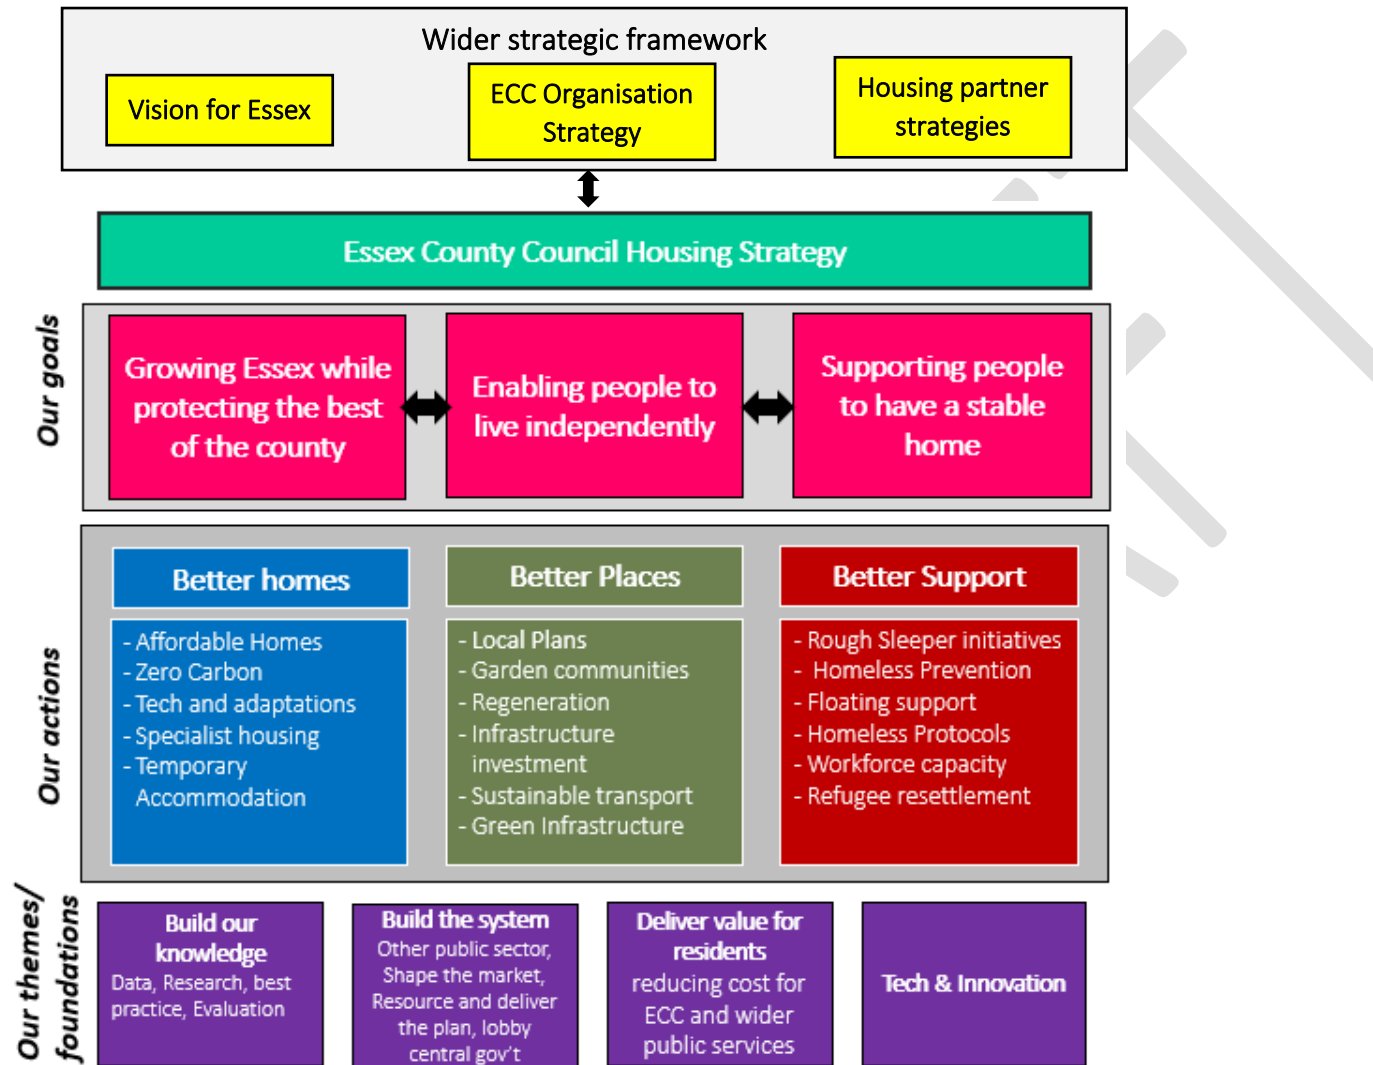 Wider strategic framework
Vision for Essex
ECC Organisation
Strategy
Housing partner
strategies
Essex County Council Housing Strategy
Our goals
Growing Essex while
protecting the best
of the county
Enabling people to
live independently
Supporting people
to have a stable
home
Our actions
Better homes
- Affordable Homes
- Zero Carbon
- Tech and adaptations
- Specialist housing
- Temporary
Accommodation
Better Places
- Local Plans
- Garden communities
- Regeneration
- Infrastructure
investment
- Sustainable transport
- Green Infrastructure
Better Support
- Rough Sleeper initiatives
- Homeless Prevention
- Floating support
- Homeless Protocols
- Workforce capacity
- Refugee resettlement
Our themes/
foundations
Build our
knowledge
Data, Research, best
practice, Evaluation
Build the system
Other public sector,
Shape the market,
Resource and deliver
the plan, lobby
central gov't
Deliver value for
residents
reducing cost for
ECC and wider
public services
Tech & Innovation